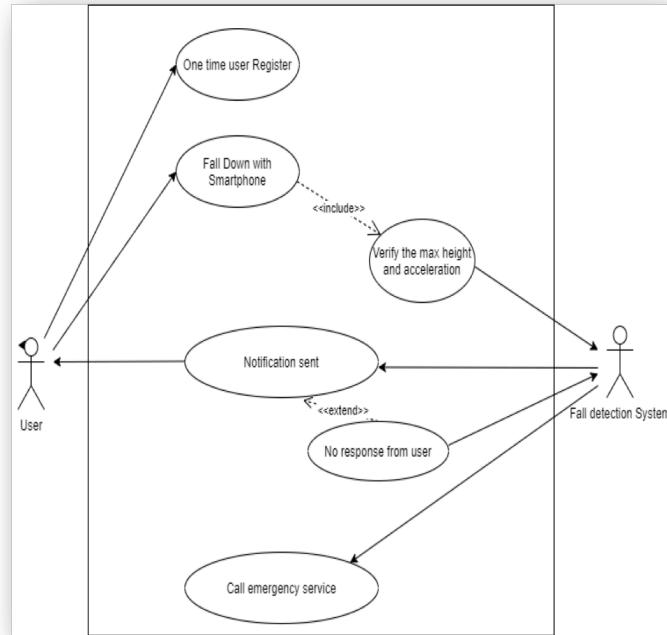 One time user Register
Fall Down with
Smartphone
<<include>>
Verify the max height
and acceleration
Notification sent
<<extend>>
User
Fall detection System
No response from user
Call emergency service